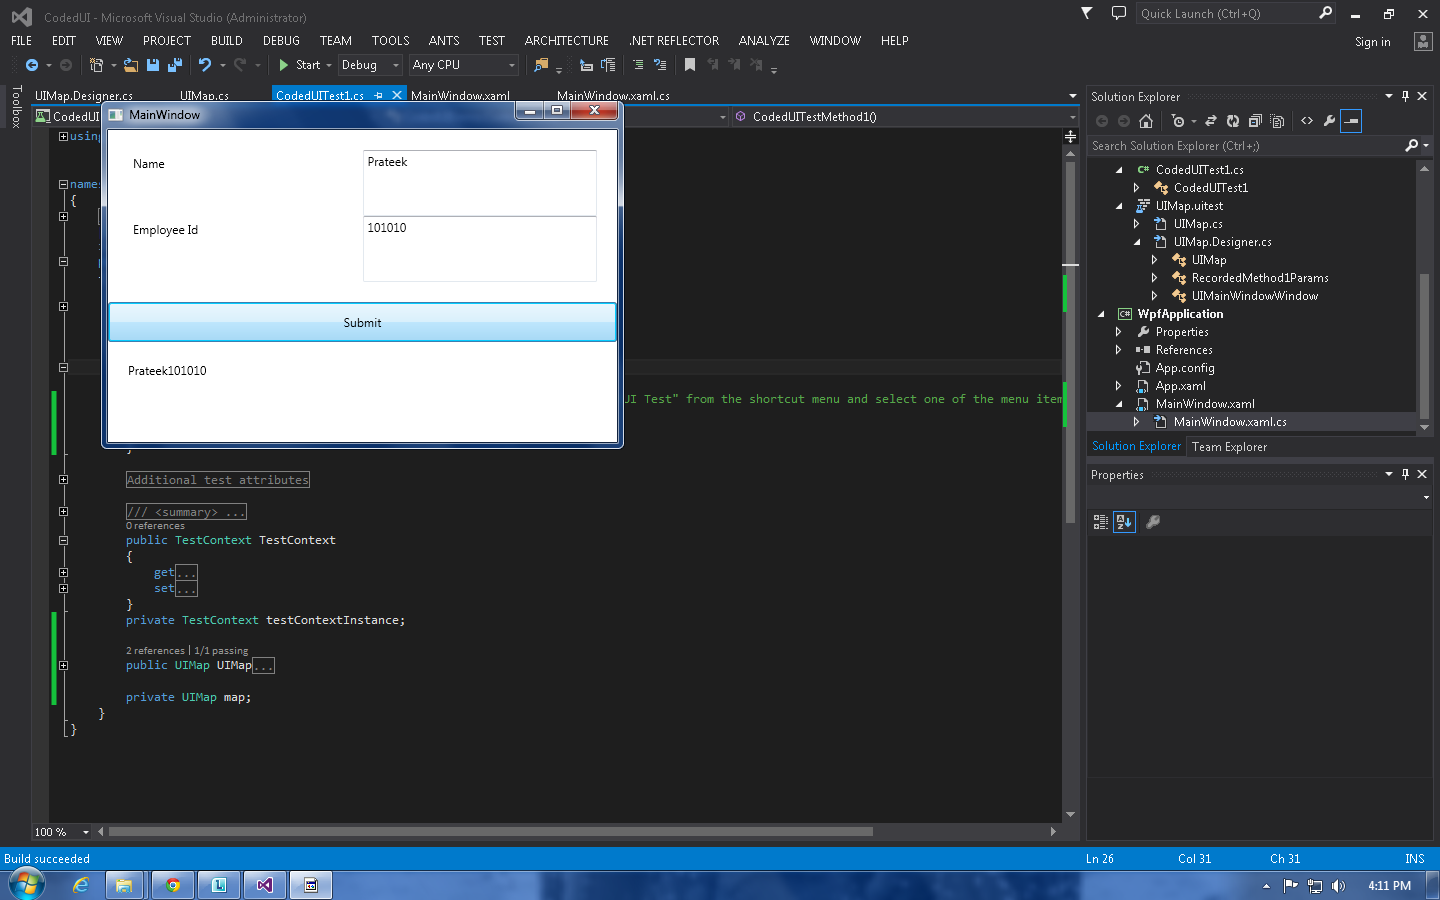 CodedUI - Microsoft Visual Studio (Administrator)
Quick Launch (Ctrl+Q)
FILE EDIT VIEW PROJECT BUILD DEBUG TEAM TOOLS ANTS TEST ARCHITECTURE .NET REFLECTOR ANALYZE WINDOW HELP
Sign in
Start Debug Any CPU
Toolbox
UIMap.Designer.cs UIMap.cs CodedUITest1.cs MainWindow.xaml MainWindow.xaml.cs
CodedUI
CodedUITestMethod1()
MainWindow
Name
Prateek
Employee Id
101010
Submit
Prateek101010
usin
names
{
UI Test" from the shortcut menu and select one of the menu item
}
Additional test attributes
/// <summary> ...
0 references
public TestContext TestContext
{
get...
set...
}
private TestContext testContextInstance;
2 references | 1/1 passing
public UIMap UIMap...
private UIMap map;
}
}
100 %
Solution Explorer
Search Solution Explorer (Ctrl+;)
CodedUITest1.cs
CodedUITest1
UIMap.uitest
UIMap.cs
UIMap.Designer.cs
UIMap
RecordedMethod1Params
UIMainWindowWindow
WpfApplication
Properties
References
App.config
App.xaml
MainWindow.xaml
MainWindow.xaml.cs
Solution Explorer Team Explorer
Properties
Build succeeded
Ln 26 Col 31 Ch 31 INS
4:11 PM